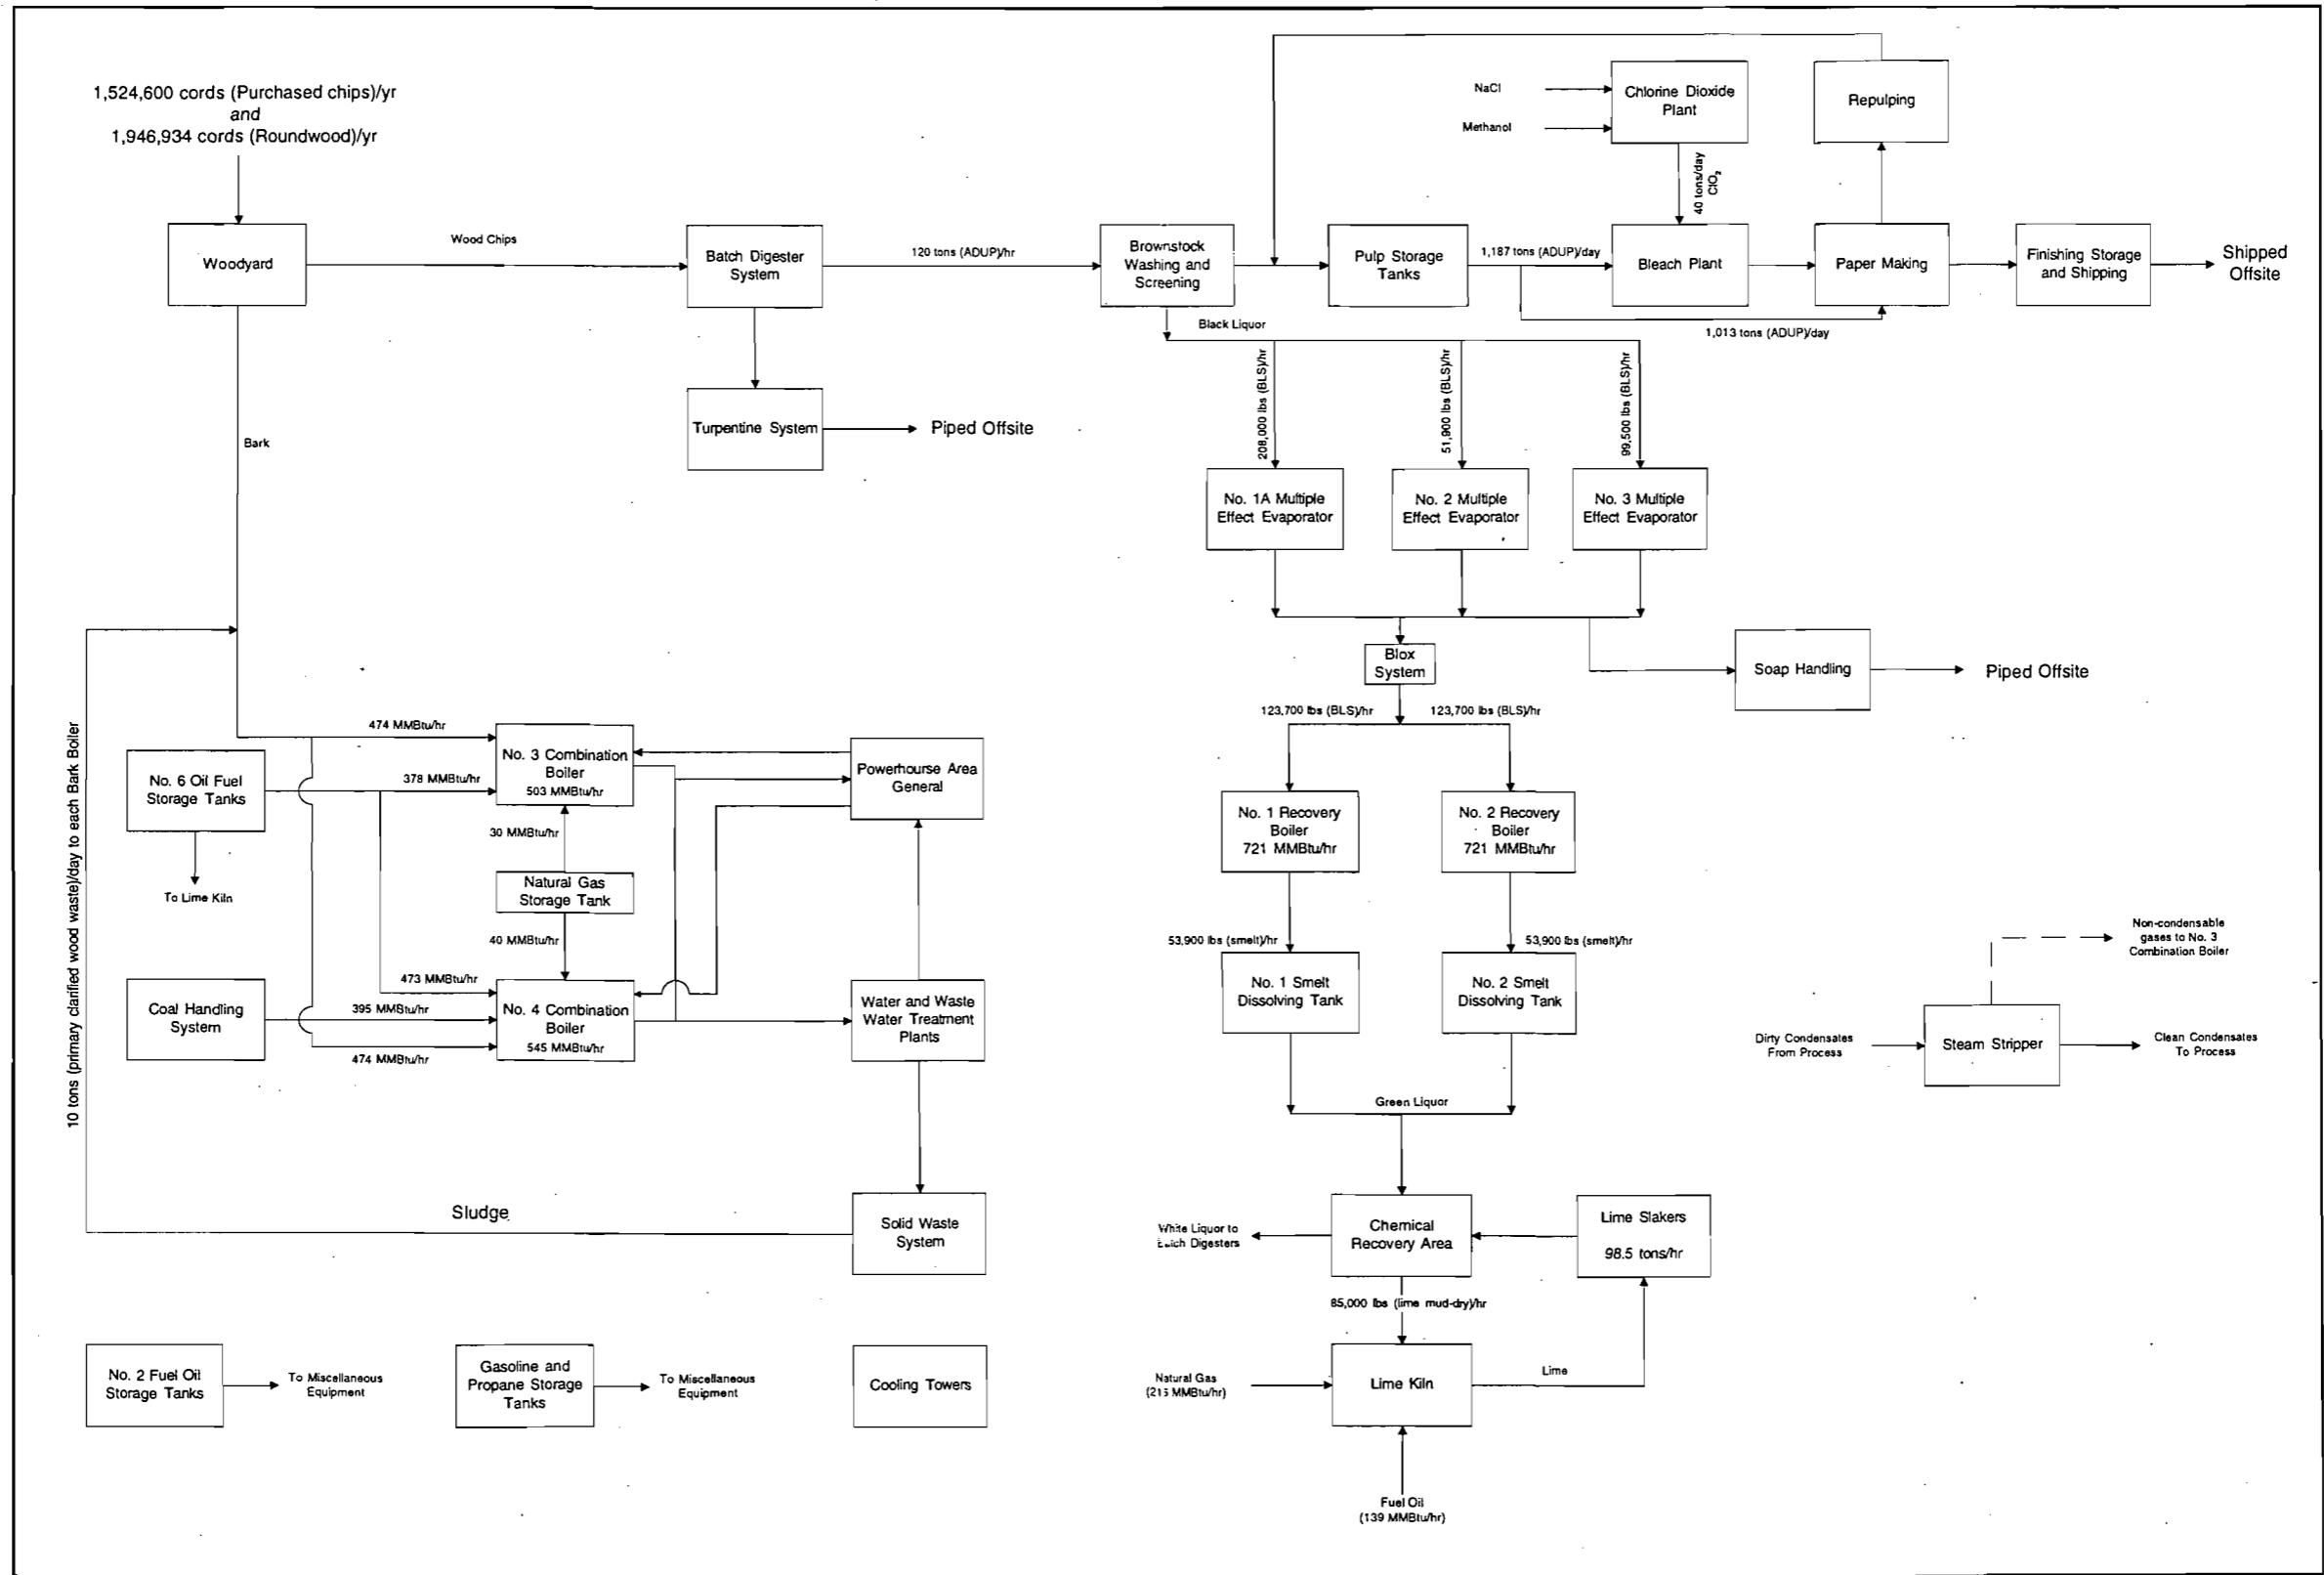 1,524,600 cords (Purchased chips)/yr
and
1,946,934 cords (Roundwood)/yr
NaCl
Methanol
Chlorine Dioxide
Plant
Repulping
40 tons/day
ClO₂
Woodyard
Wood Chips
Batch Digester
System
120 tons (ADUP)/hr
Brownstock
Washing and
Screening
Pulp Storage
Tanks
1,187 tons (ADUP)/day
Bleach Plant
Paper Making
Finishing Storage
and Shipping
Shipped
Offsite
1,013 tons (ADUP)/day
Black Liquor
208,000 lbs (BLS)/hr
51,900 lbs (BLS)/hr
99,500 lbs (BLS)/hr
Turpentine System
Piped Offsite
Bark
No. 1A Multiple
Effect Evaporator
No. 2 Multiple
Effect Evaporator
No. 3 Multiple
Effect Evaporator
Blox
System
Soap Handling
Piped Offsite
123,700 lbs (BLS)/hr
123,700 lbs (BLS)/hr
10 tons (primary clarified wood waste)/day to each Bark Boiler
474 MMBtu/hr
No. 6 Oil Fuel
Storage Tanks
378 MMBtu/hr
No. 3 Combination
Boiler
503 MMBtu/hr
Powerhourse Area
General
No. 1 Recovery
Boiler
721 MMBtu/hr
No. 2 Recovery
Boiler
721 MMBtu/hr
30 MMBtu/hr
To Lime Kiln
Natural Gas
Storage Tank
40 MMBtu/hr
53,900 lbs (smelt)/hr
53,900 lbs (smelt)/hr
Non-condensable
gases to No. 3
Combination Boiler
473 MMBtu/hr
Coal Handling
System
395 MMBtu/hr
474 MMBtu/hr
No. 4 Combination
Boiler
545 MMBtu/hr
Water and Waste
Water Treatment
Plants
No. 1 Smelt
Dissolving Tank
No. 2 Smelt
Dissolving Tank
Dirty Condensates
From Process
Steam Stripper
Clean Condensates
To Process
Green Liquor
Sludge
Solid Waste
System
White Liquor to
Digesters
Chemical
Recovery Area
Lime Slakers
98.5 tons/hr
85,000 lbs (lime mud-dry)/hr
No. 2 Fuel Oil
Storage Tanks
To Miscellaneous
Equipment
Gasoline and
Propane Storage
Tanks
To Miscellaneous
Equipment
Cooling Towers
Natural Gas
MMBtu/hr)
Lime Kiln
Lime
Fuel Oil
(139 MMBtu/hr)